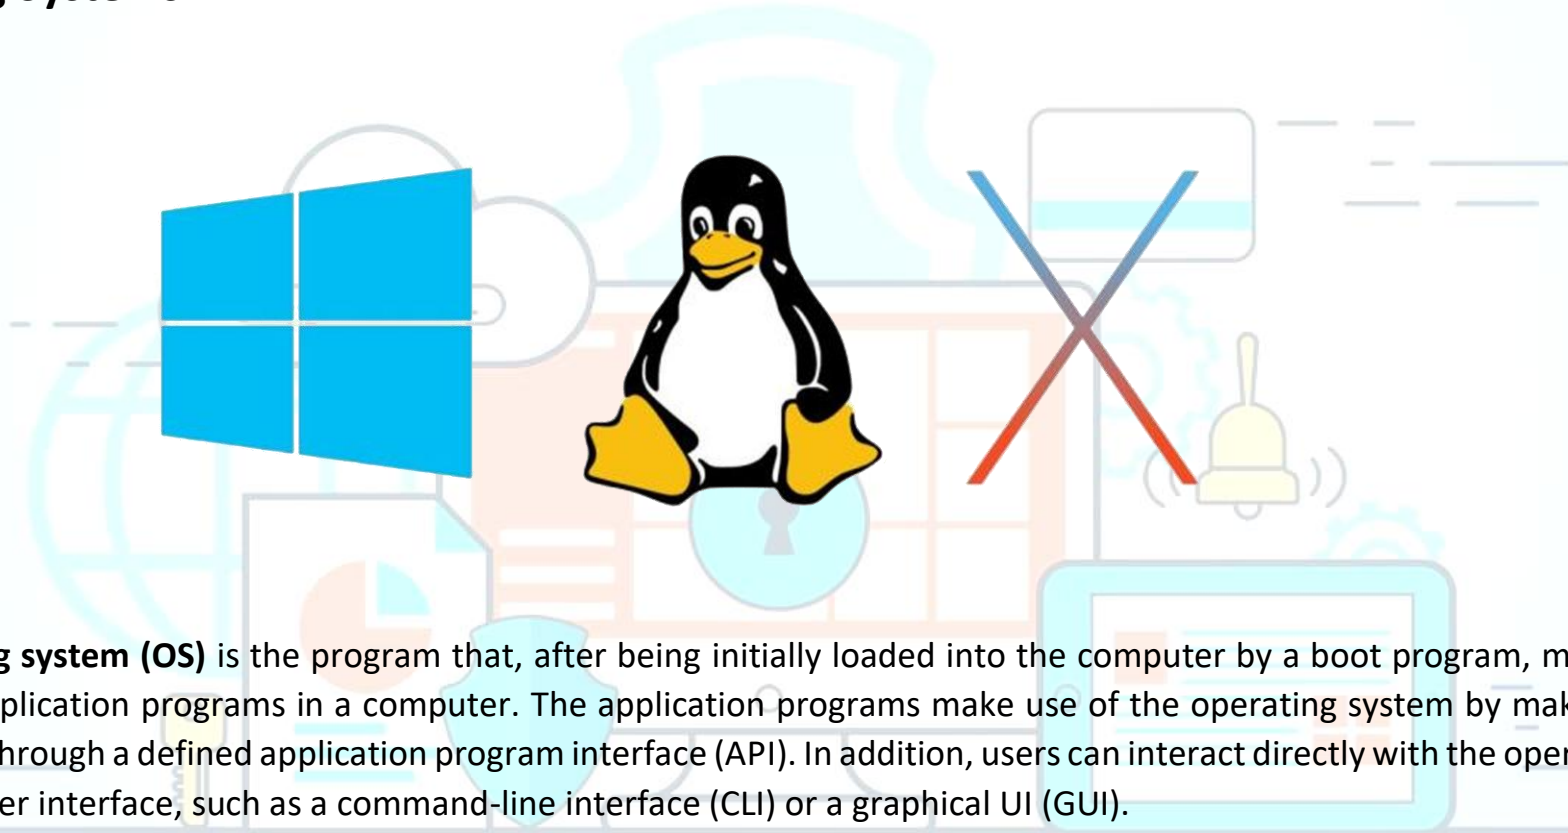 g system (OS) is the program that, after being initially loaded into the computer by a boot program, m
plication programs in a computer. The application programs make use of the operating system by mak
hrough a defined application program interface (API). In addition, users can interact directly with the oper
er interface, such as a command-line interface (CLI) or a graphical UI (GUI).